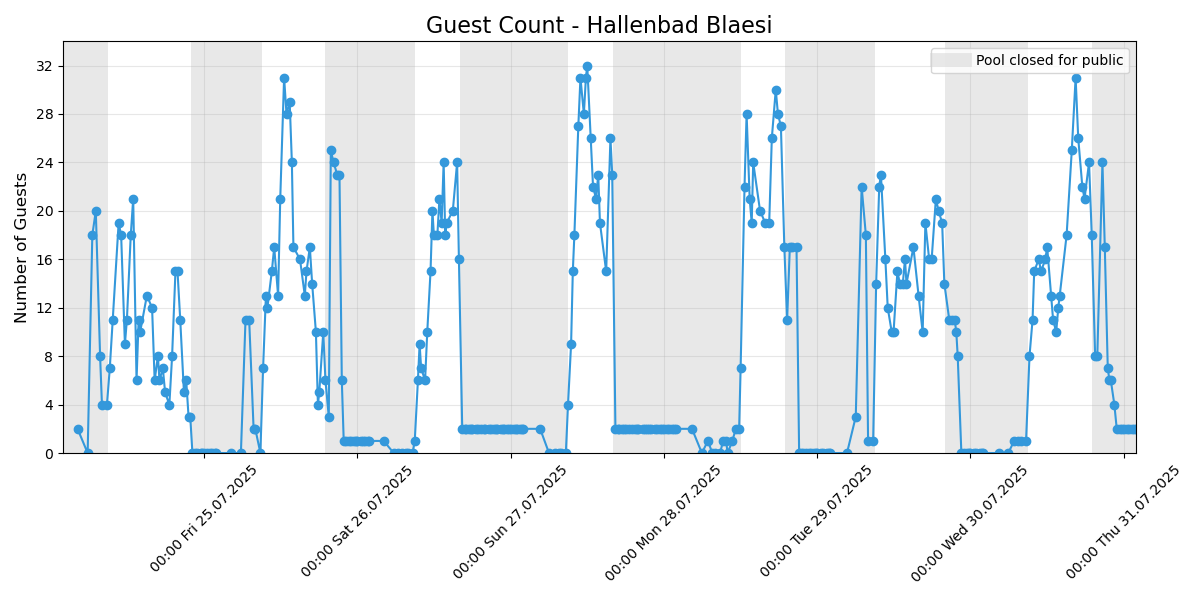 Guest Count - Hallenbad Blaesi
Pool closed for public
Number of Guests
32
28
24
20
16
12
8
4
0
00:00 Fri 25.07.2025
00:00 Sat 26.07.2025
00:00 Sun 27.07.2025
00:00 Mon 28.07.2025
00:00 Tue 29.07.2025
00:00 Wed 30.07.2025
00:00 Thu 31.07.2025